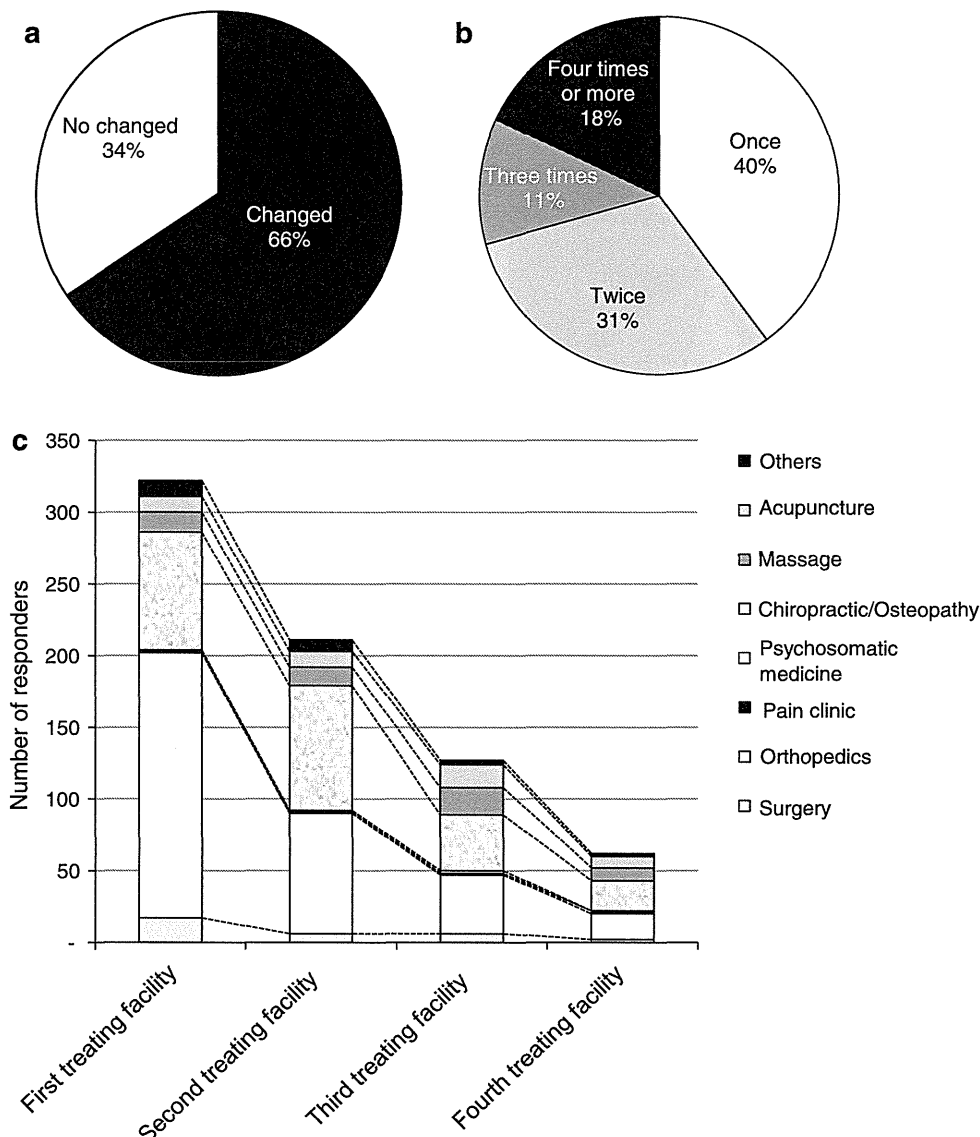 a
No changed
34%
Changed
66%
b
Four times
or more
18%
Once
40%
Three times
11%
Twice
31%
c
350
300
250
200
150
100
50
-
Number of responders
First treating facility
Second treating facility
Third treating facility
Fourth treating facility
Others
Acupuncture
Massage
Chiropractic/Osteopathy
Psychosomatic
medicine
Pain clinic
Orthopedics
Surgery